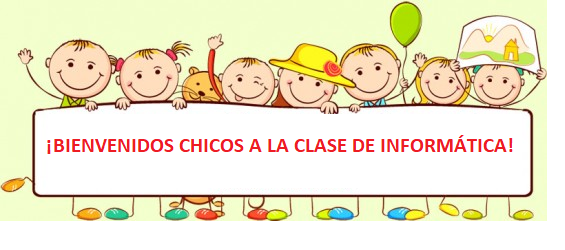 ¡BIENVENIDOS CHICOS A LA CLASE DE INFORMÁTICA!